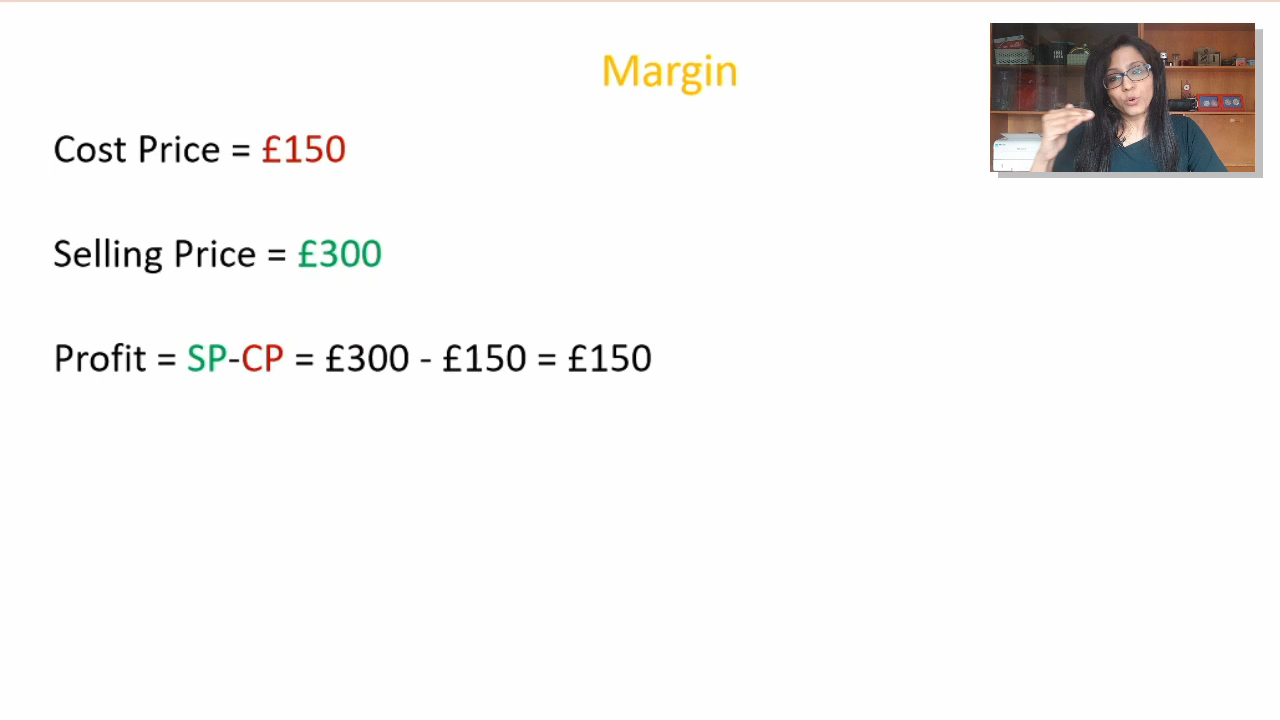 Margin
Cost Price = £150
Selling Price = £300
Profit = SP-CP = £300 - £150 = £150